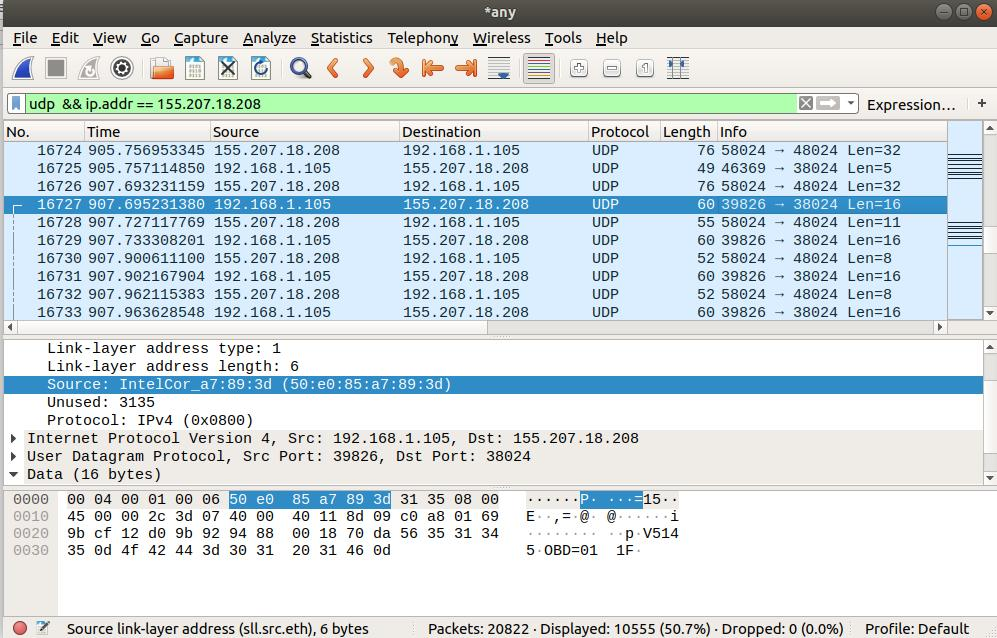 *any
File Edit View Go Capture Analyze Statistics Telephony Wireless Tools Help
udp  && ip.addr == 155.207.18.208 Expression… +
No. Time Source Destination Protocol Length Info
16724 905.756953345 155.207.18.208 192.168.1.105 UDP 76 58024 → 48024 Len=32
16725 905.757114850 192.168.1.105 155.207.18.208 UDP 49 46369 → 38024 Len=5
16726 907.693231159 155.207.18.208 192.168.1.105 UDP 76 58024 → 48024 Len=32
16727 907.695231380 192.168.1.105 155.207.18.208 UDP 60 39826 → 38024 Len=16
16728 907.727117769 155.207.18.208 192.168.1.105 UDP 55 58024 → 48024 Len=11
16729 907.733308201 192.168.1.105 155.207.18.208 UDP 60 39826 → 38024 Len=16
16730 907.900611100 155.207.18.208 192.168.1.105 UDP 52 58024 → 48024 Len=8
16731 907.902167904 192.168.1.105 155.207.18.208 UDP 60 39826 → 38024 Len=16
16732 907.962115383 155.207.18.208 192.168.1.105 UDP 52 58024 → 48024 Len=8
16733 907.963628548 192.168.1.105 155.207.18.208 UDP 60 39826 → 38024 Len=16
Link-layer address type: 1
Link-layer address length: 6
Source: IntelCor_a7:89:3d (50:e0:85:a7:89:3d)
Unused: 3135
Protocol: IPv4 (0x0800)
Internet Protocol Version 4, Src: 192.168.1.105, Dst: 155.207.18.208
User Datagram Protocol, Src Port: 39826, Dst Port: 38024
Data (16 bytes)
0000 00 04 00 01 00 06 50 e0 85 a7 89 3d 31 35 08 00 ······P· ···=15··
0010 45 00 00 2c 3d 07 40 00 40 11 8d 09 c0 a8 01 69 E··,=·@· @······i
0020 9b cf 12 d0 9b 92 94 88 00 18 70 da 56 35 31 34 ········ ··p·V514
0030 35 0d 4f 42 44 3d 30 31 20 31 46 0d 5·OBD=01 1F·
Source link-layer address (sll.src.eth), 6 bytes Packets: 20822 · Displayed: 10555 (50.7%) · Dropped: 0 (0.0%) Profile: Default